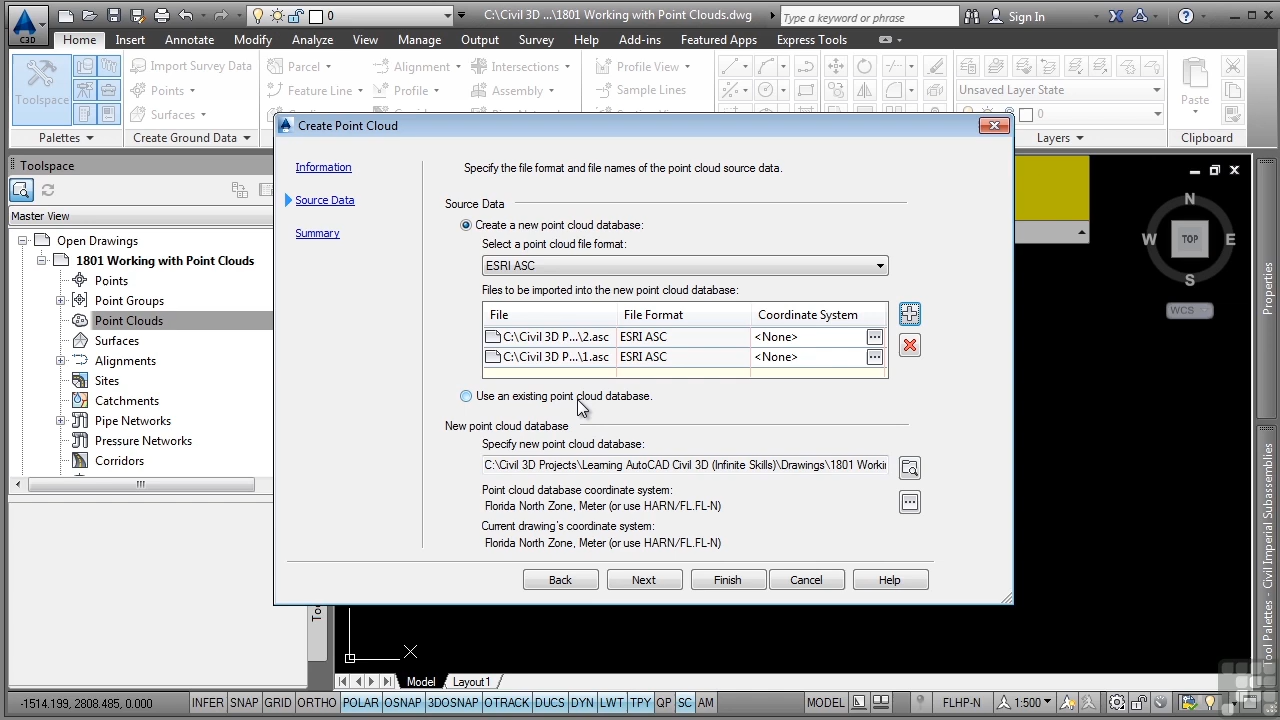 C3D
0
C:\Civil 3D ...\1801 Working with Point Clouds.dwg
Type a keyword or phrase
Sign In
Home Insert Annotate Modify Analyze View Manage Output Survey Help Add-ins Featured Apps Express Tools
Toolspace
Import Survey Data
Points
Surfaces
Parcel
Feature Line
Alignment
Profile
Intersections
Assembly
Profile View
Sample Lines
Unsaved Layer State
0
Paste
Palettes
Create Ground Data
Layers
Clipboard
Toolspace
Master View
Open Drawings
1801 Working with Point Clouds
Points
Point Groups
Point Clouds
Surfaces
Alignments
Sites
Catchments
Pipe Networks
Pressure Networks
Corridors
Create Point Cloud
Information
Source Data
Summary
Specify the file format and file names of the point cloud source data.
Source Data
Create a new point cloud database:
Select a point cloud file format:
ESRI ASC
Files to be imported into the new point cloud database:
File File Format Coordinate System
C:\Civil 3D P...\2.asc ESRI ASC <None>
C:\Civil 3D P...\1.asc ESRI ASC <None>
Use an existing point cloud database.
New point cloud database
Specify new point cloud database:
C:\Civil 3D Projects\Learning AutoCAD Civil 3D (Infinite Skills)\Drawings\1801 Workin
Point cloud database coordinate system:
Florida North Zone, Meter (or use HARN/FL.FL-N)
Current drawing's coordinate system:
Florida North Zone, Meter (or use HARN/FL.FL-N)
Back Next Finish Cancel Help
N
W TOP E
S
WCS
Properties
Tool Palettes - Civil Imperial Subassemblies
Model Layout1
-1514.199, 2808.485, 0.000
INFER SNAP GRID ORTHO POLAR OSNAP 3DOSNAP OTRACK DUCS DYN LWT TPY QP SC AM
MODEL
FLHP-N
1:500